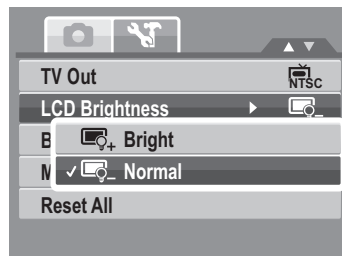 TV Out NTSC
LCD Brightness
B
Bright
M
Normal
Reset All